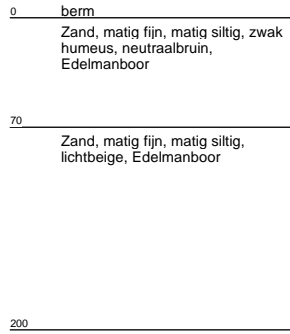 0 berm
Zand, matig fijn, matig siltig, zwak
humeus, neutraalbruin,
Edelmanboor
70
Zand, matig fijn, matig siltig,
lichtbeige, Edelmanboor
200